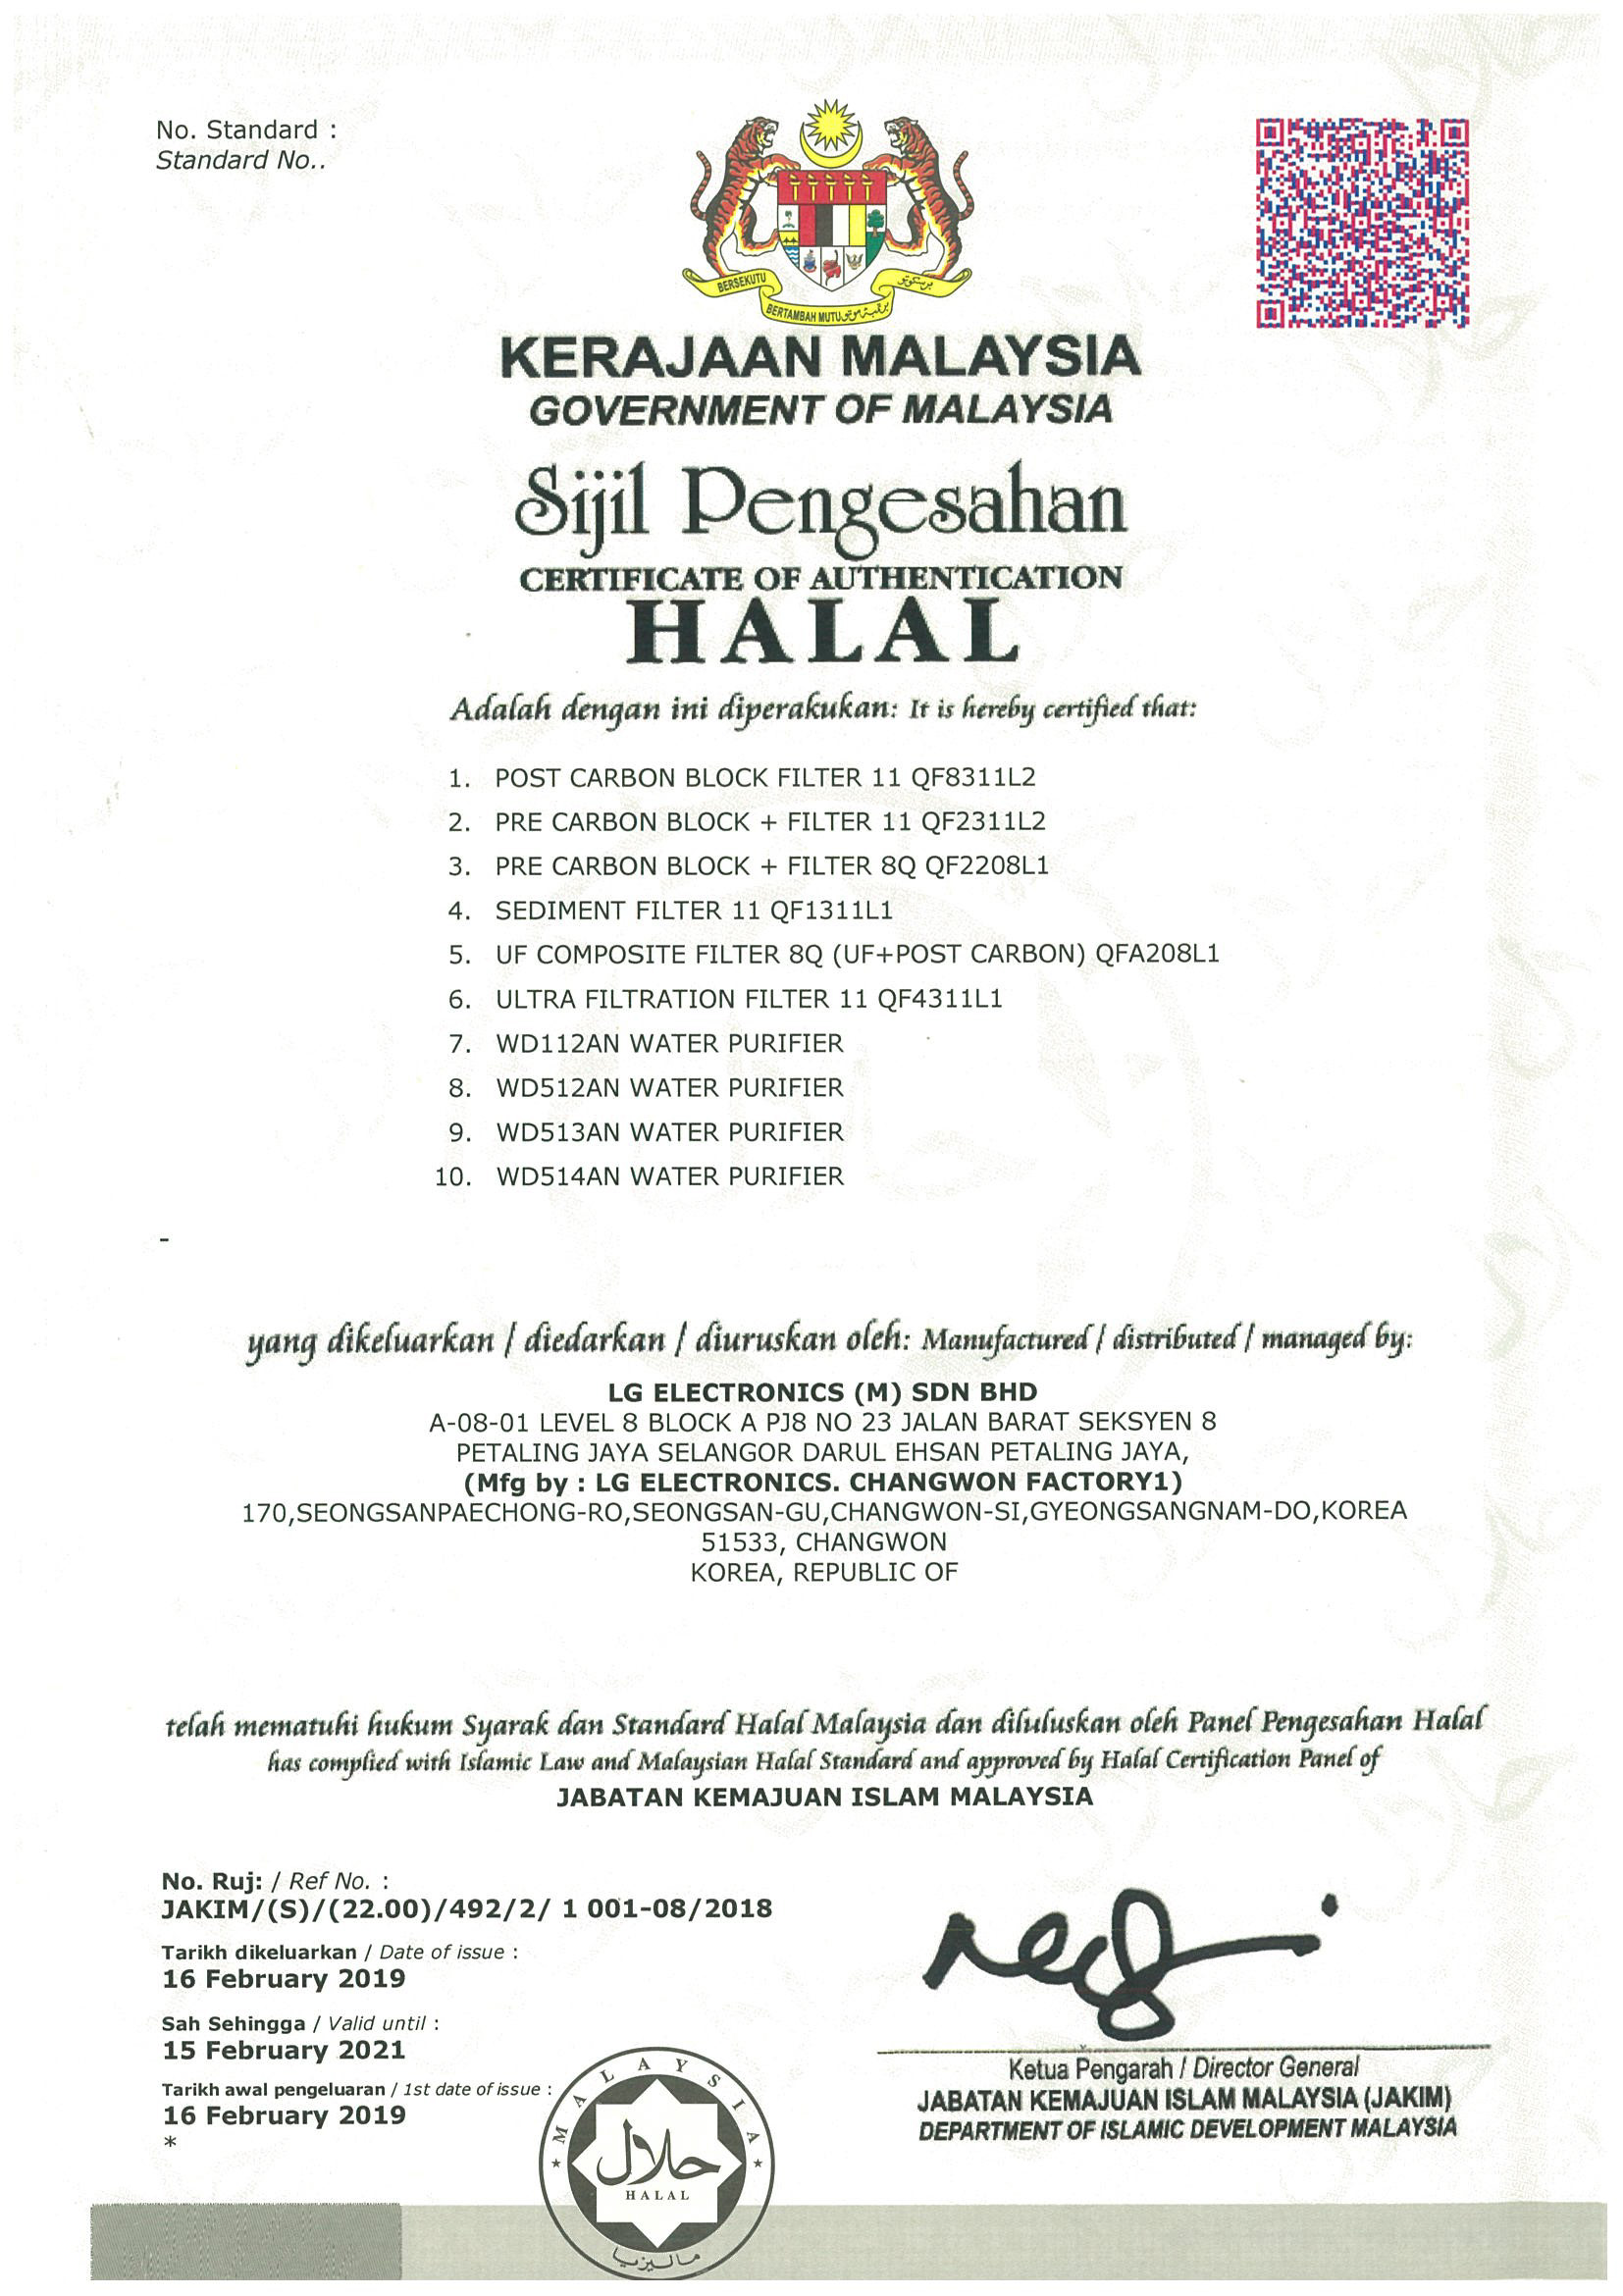 No. Standard :
Standard No..
BERSEKUTU
BERTAMBAH MUTU
KERAJAAN MALAYSIA
GOVERNMENT OF MALAYSIA
Sijil Pengesahan
CERTIFICATE OF AUTHENTICATION
HALAL
Adalah dengan ini diperakukan: It is hereby certified that:
1. POST CARBON BLOCK FILTER 11 QF8311L2
2. PRE CARBON BLOCK + FILTER 11 QF2311L2
3. PRE CARBON BLOCK + FILTER 8Q QF2208L1
4. SEDIMENT FILTER 11 QF1311L1
5. UF COMPOSITE FILTER 8Q (UF+POST CARBON) QFA208L1
6. ULTRA FILTRATION FILTER 11 QF4311L1
7. WD112AN WATER PURIFIER
8. WD512AN WATER PURIFIER
9. WD513AN WATER PURIFIER
10. WD514AN WATER PURIFIER
-
yang dikeluarkan / diedarkan / diuruskan oleh: Manufactured / distributed / managed by:
LG ELECTRONICS (M) SDN BHD
A-08-01 LEVEL 8 BLOCK A PJ8 NO 23 JALAN BARAT SEKSYEN 8
PETALING JAYA SELANGOR DARUL EHSAN PETALING JAYA,
(Mfg by : LG ELECTRONICS. CHANGWON FACTORY1)
170,SEONGSANPAECHONG-RO,SEONGSAN-GU,CHANGWON-SI,GYEONGSANGNAM-DO,KOREA
51533, CHANGWON
KOREA, REPUBLIC OF
telah mematuhi hukum Syarak dan Standard Halal Malaysia dan diluluskan oleh Panel Pengesahan Halal
has complied with Islamic Law and Malaysian Halal Standard and approved by Halal Certification Panel of
JABATAN KEMAJUAN ISLAM MALAYSIA
No. Ruj: / Ref No. :
JAKIM/(S)/(22.00)/492/2/ 1 001-08/2018
Tarikh dikeluarkan / Date of issue :
16 February 2019
Sah Sehingga / Valid until :
15 February 2021
Tarikh awal pengeluaran / 1st date of issue :
16 February 2019
*
MALAYSIA
حلال
HALAL
ماليزيا
Ketua Pengarah / Director General
JABATAN KEMAJUAN ISLAM MALAYSIA (JAKIM)
DEPARTMENT OF ISLAMIC DEVELOPMENT MALAYSIA